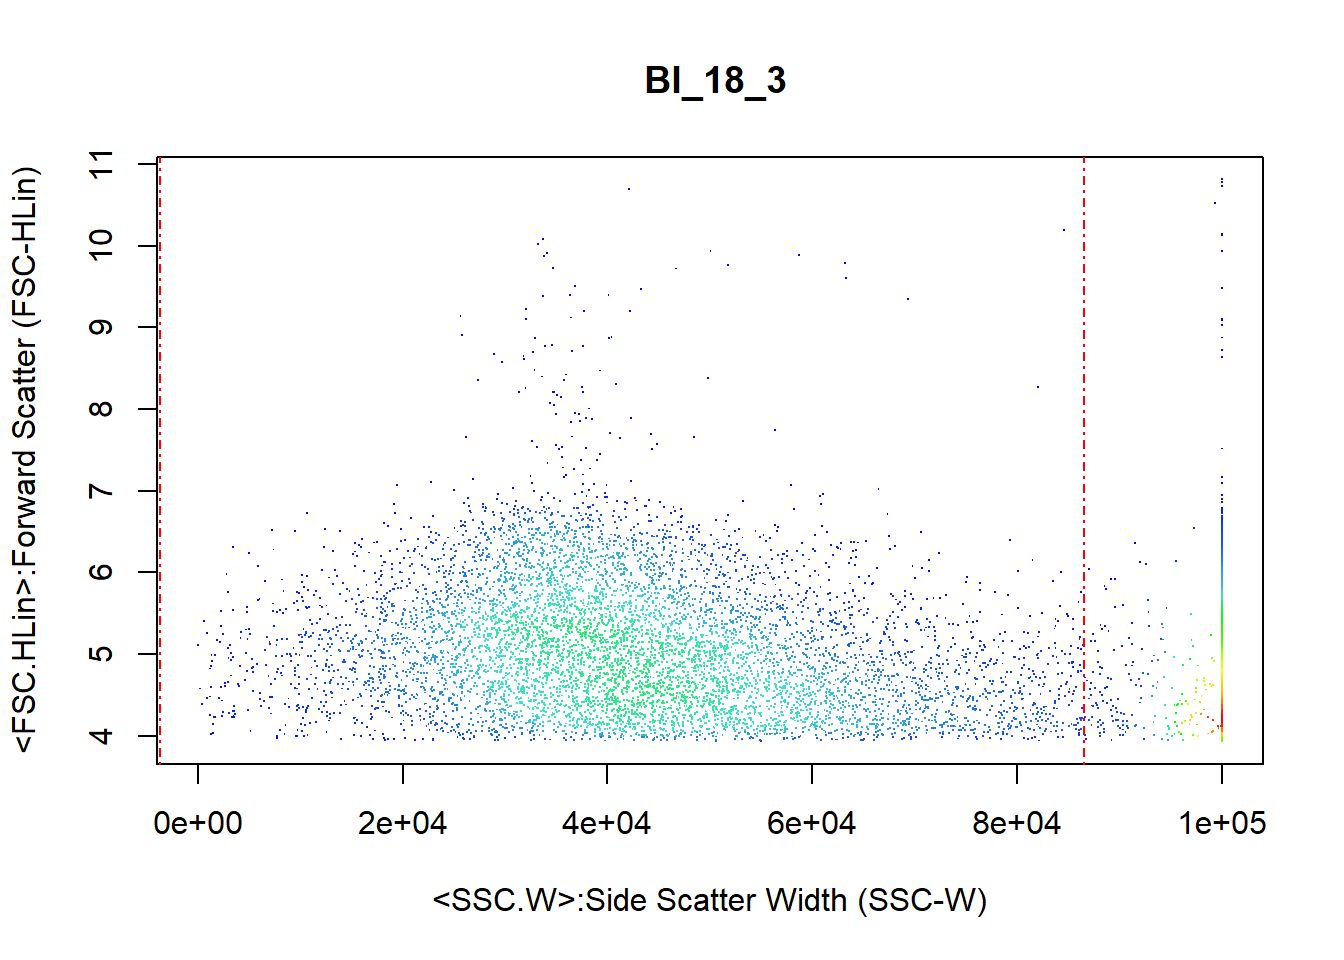 BI_18_3
<FSC.HLin>:Forward Scatter (FSC-HLin)
11
10
9
8
7
6
5
4
0e+00 2e+04 4e+04 6e+04 8e+04 1e+05
<SSC.W>:Side Scatter Width (SSC-W)